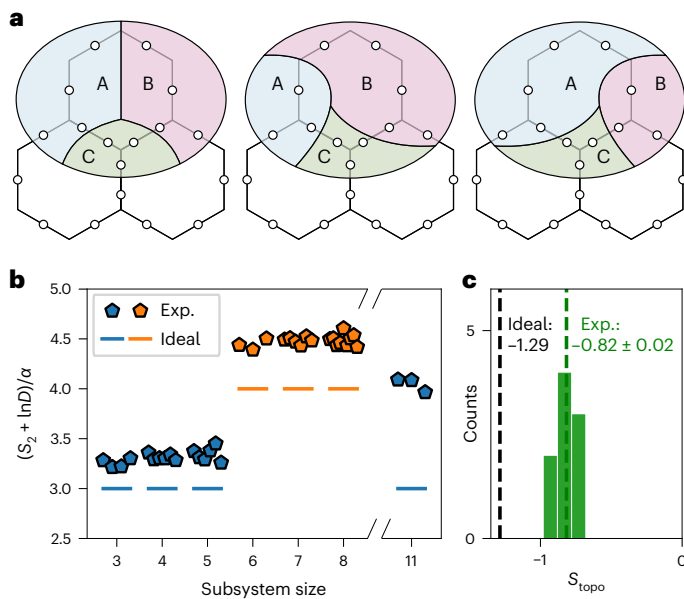 a
A B C
A B C
A B C
b
5.0
4.5
4.0
3.5
3.0
2.5
(S₂ + lnD)/α
Exp.
Ideal
3 4 5 6 7 8 11
Subsystem size
c
5
0
Counts
Ideal:
−1.29
Exp.:
−0.82 ± 0.02
−1 0
Sₜₒₚₒ